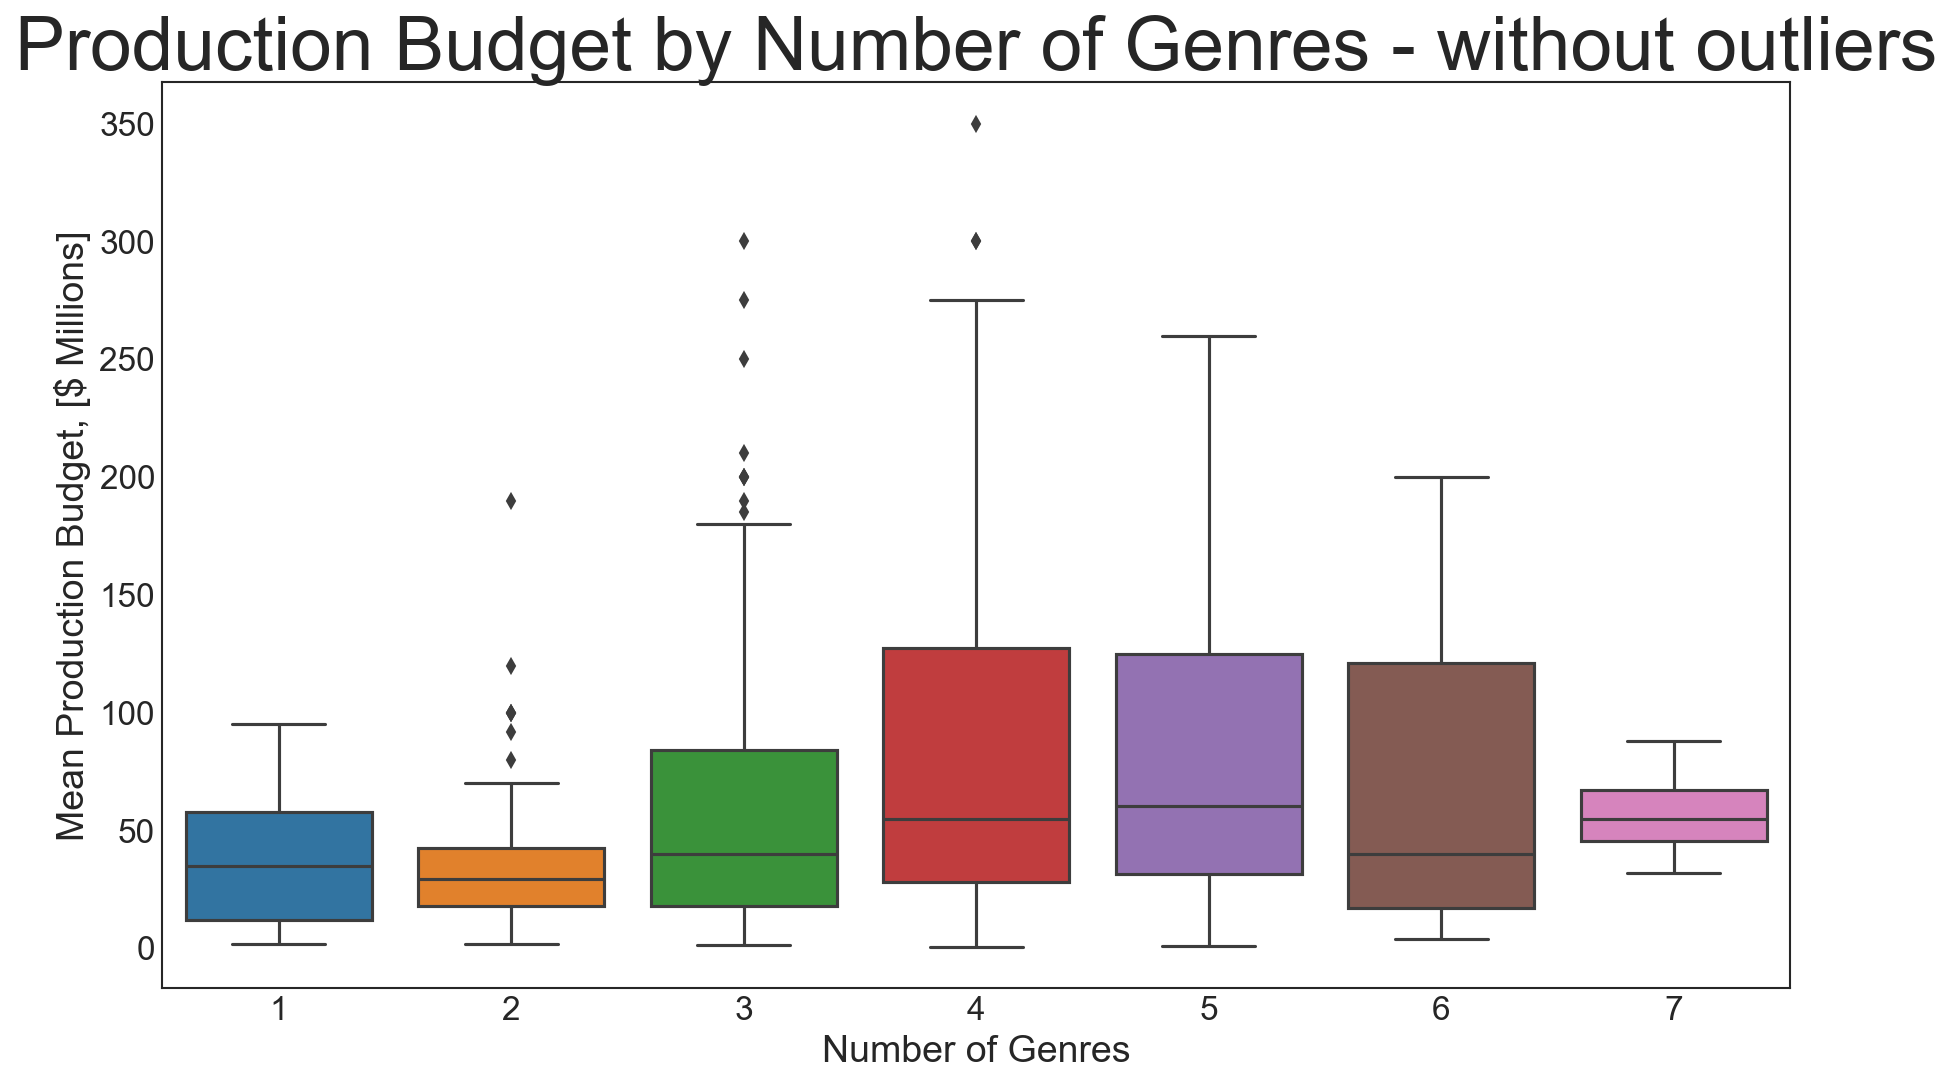 Production Budget by Number of Genres - without outliers
Mean Production Budget, [$ Millions]
350
300
250
200
150
100
50
0
1 2 3 4 5 6 7
Number of Genres